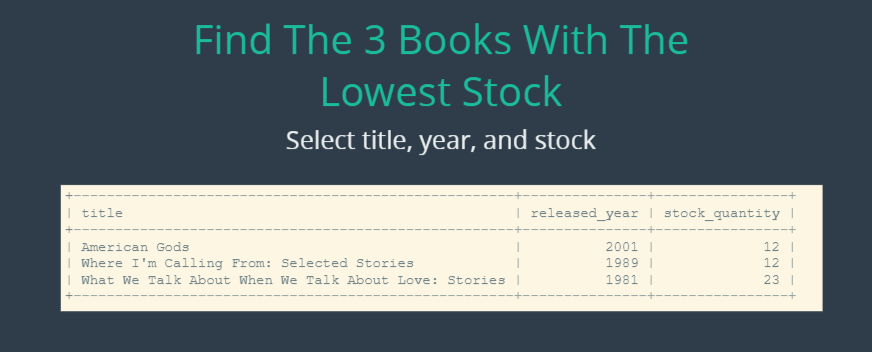 Find The 3 Books With The
Lowest Stock
Select title, year, and stock
+-----------------------------------------------------+---------------+----------------+
| title                                               | released_year | stock_quantity |
+-----------------------------------------------------+---------------+----------------+
| American Gods                                       |          2001 |             12 |
| Where I'm Calling From: Selected Stories            |          1989 |             12 |
| What We Talk About When We Talk About Love: Stories |          1981 |             23 |
+-----------------------------------------------------+---------------+----------------+